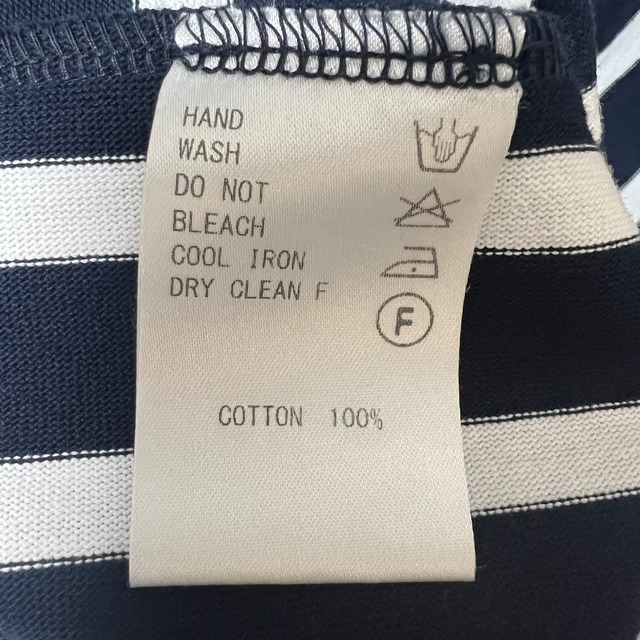 HAND
WASH
DO NOT
BLEACH
COOL IRON
DRY CLEAN F
F
COTTON 100%